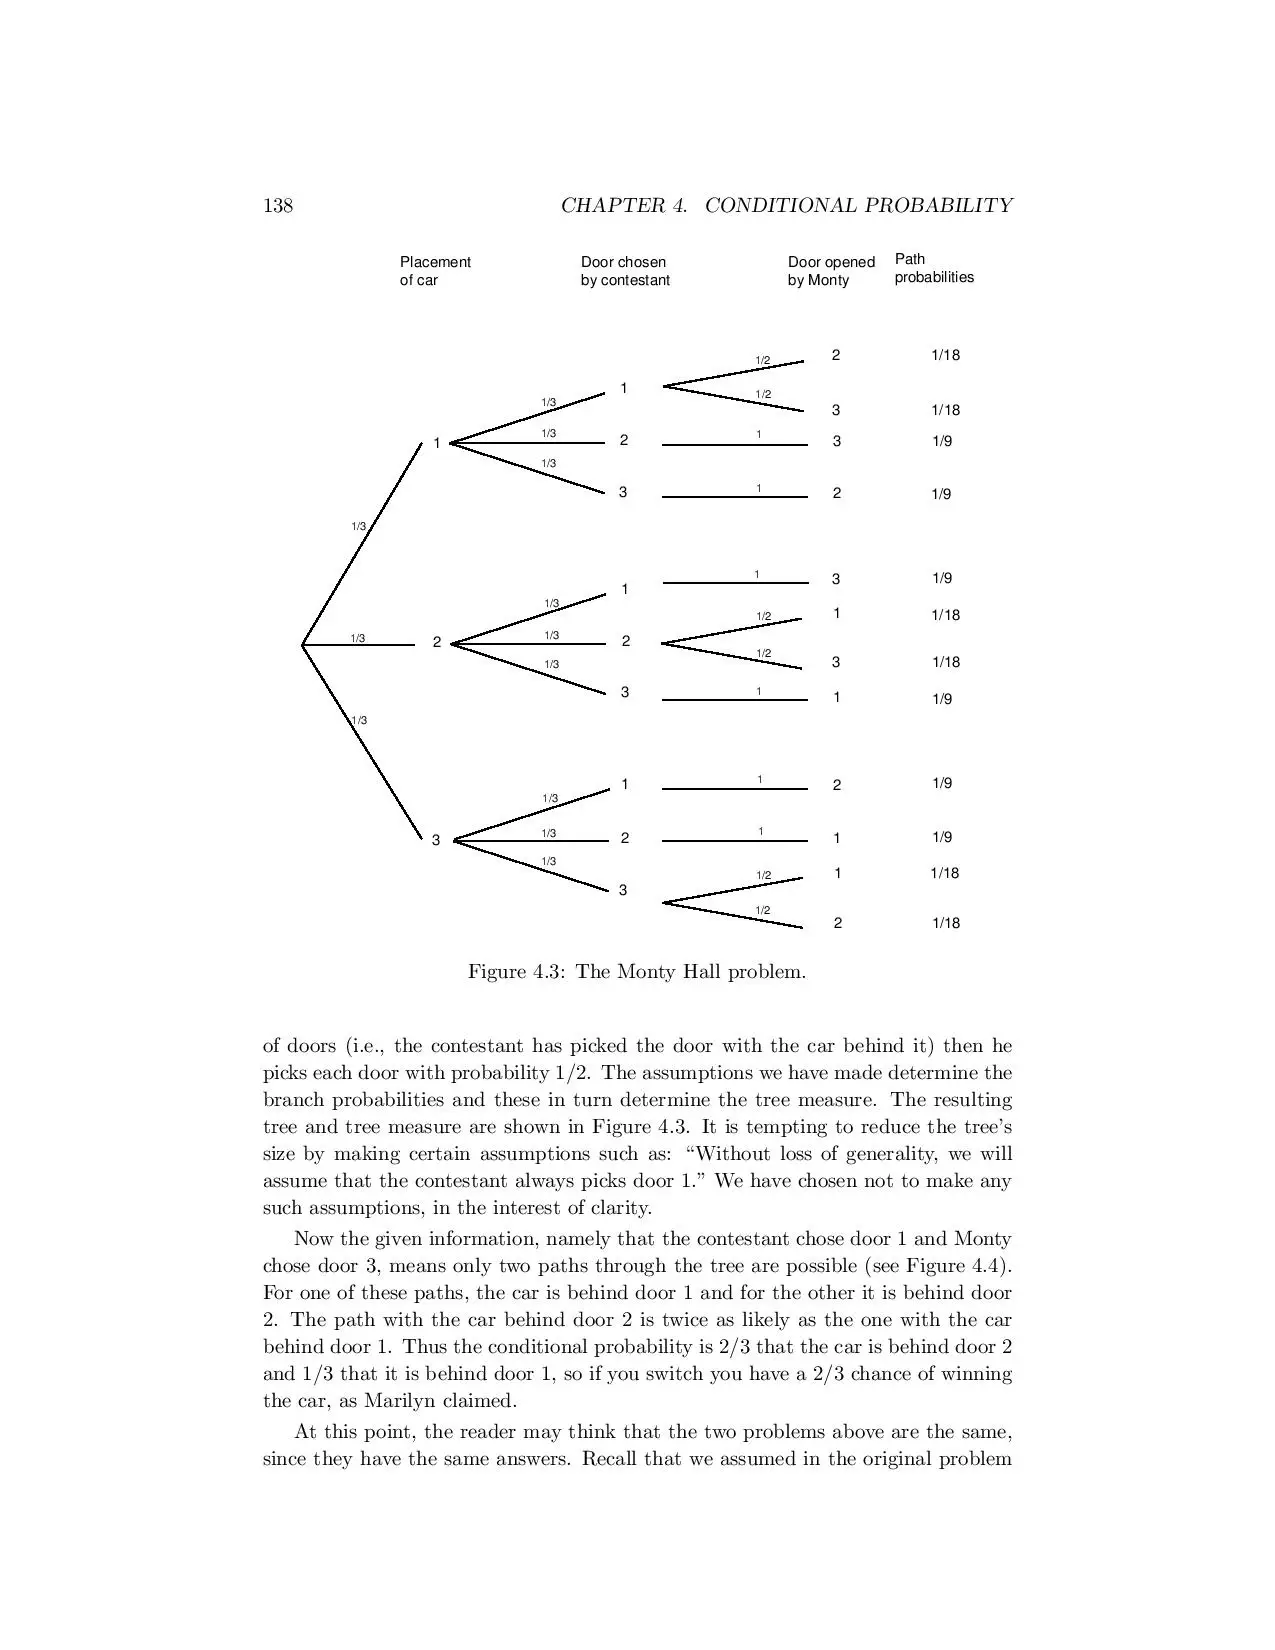 138 CHAPTER 4. CONDITIONAL PROBABILITY
Placement of car
Door chosen by contestant
Door opened by Monty
Path probabilities
1/2 2 1/18
1 1/2 3 1/18
1/3
1 1/3 2 1 3 1/9
1/3
3 1 2 1/9
1/3
1 1 3 1/9
1/3 1/2 1 1/18
1/3 2 1/3 2 1/2 3 1/18
1/3
3 1 1 1/9
1/3
1 1 2 1/9
1/3
3 1/3 2 1 1 1/9
1/3 1/2 1 1/18
3 1/2 2 1/18
Figure 4.3: The Monty Hall problem.
of doors (i.e., the contestant has picked the door with the car behind it) then he
picks each door with probability 1/2. The assumptions we have made determine the
branch probabilities and these in turn determine the tree measure. The resulting
tree and tree measure are shown in Figure 4.3. It is tempting to reduce the tree’s
size by making certain assumptions such as: “Without loss of generality, we will
assume that the contestant always picks door 1.” We have chosen not to make any
such assumptions, in the interest of clarity.
Now the given information, namely that the contestant chose door 1 and Monty
chose door 3, means only two paths through the tree are possible (see Figure 4.4).
For one of these paths, the car is behind door 1 and for the other it is behind door
2. The path with the car behind door 2 is twice as likely as the one with the car
behind door 1. Thus the conditional probability is 2/3 that the car is behind door 2
and 1/3 that it is behind door 1, so if you switch you have a 2/3 chance of winning
the car, as Marilyn claimed.
At this point, the reader may think that the two problems above are the same,
since they have the same answers. Recall that we assumed in the original problem